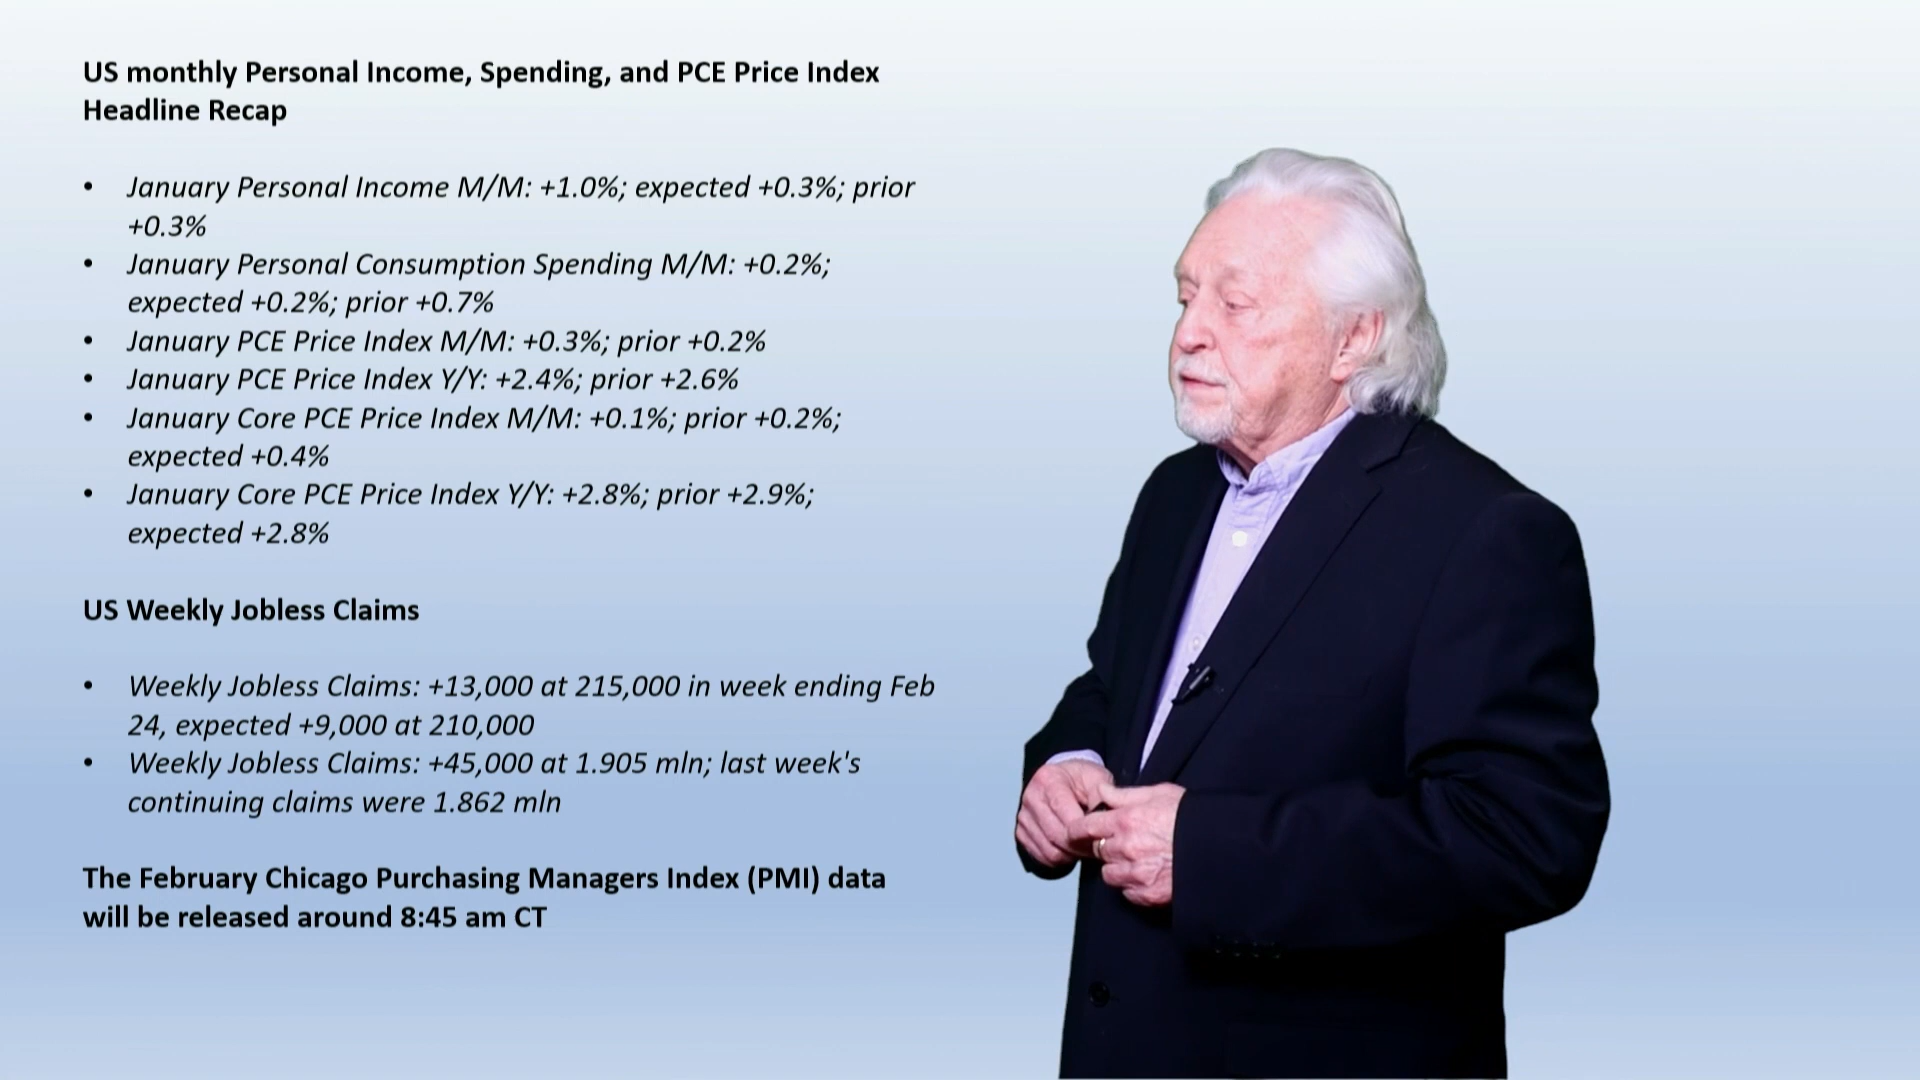 US monthly Personal Income, Spending, and PCE Price Index
Headline Recap
• January Personal Income M/M: +1.0%; expected +0.3%; prior
+0.3%
• January Personal Consumption Spending M/M: +0.2%;
expected +0.2%; prior +0.7%
• January PCE Price Index M/M: +0.3%; prior +0.2%
• January PCE Price Index Y/Y: +2.4%; prior +2.6%
• January Core PCE Price Index M/M: +0.1%; prior +0.2%;
expected +0.4%
• January Core PCE Price Index Y/Y: +2.8%; prior +2.9%;
expected +2.8%
US Weekly Jobless Claims
• Weekly Jobless Claims: +13,000 at 215,000 in week ending Feb
24, expected +9,000 at 210,000
• Weekly Jobless Claims: +45,000 at 1.905 mln; last week's
continuing claims were 1.862 mln
The February Chicago Purchasing Managers Index (PMI) data
will be released around 8:45 am CT